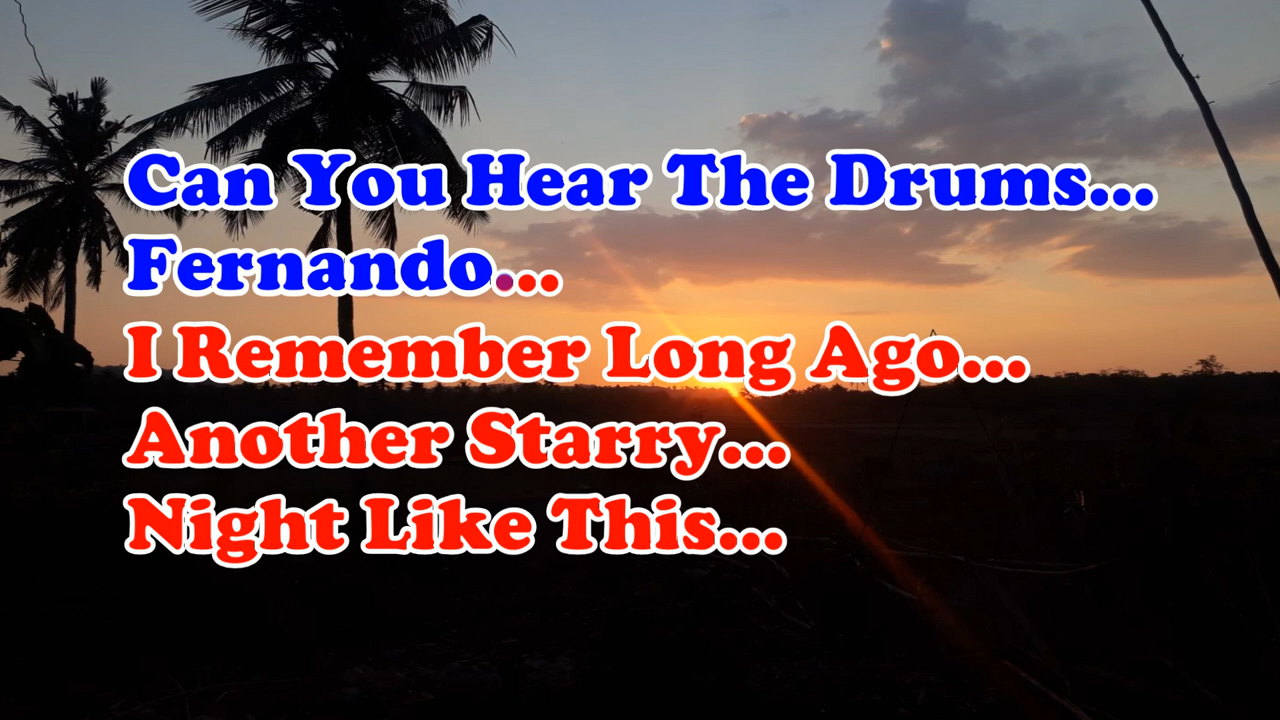 Can You Hear The Drums...
Fernando...
I Remember Long Ago...
Another Starry...
Night Like This...